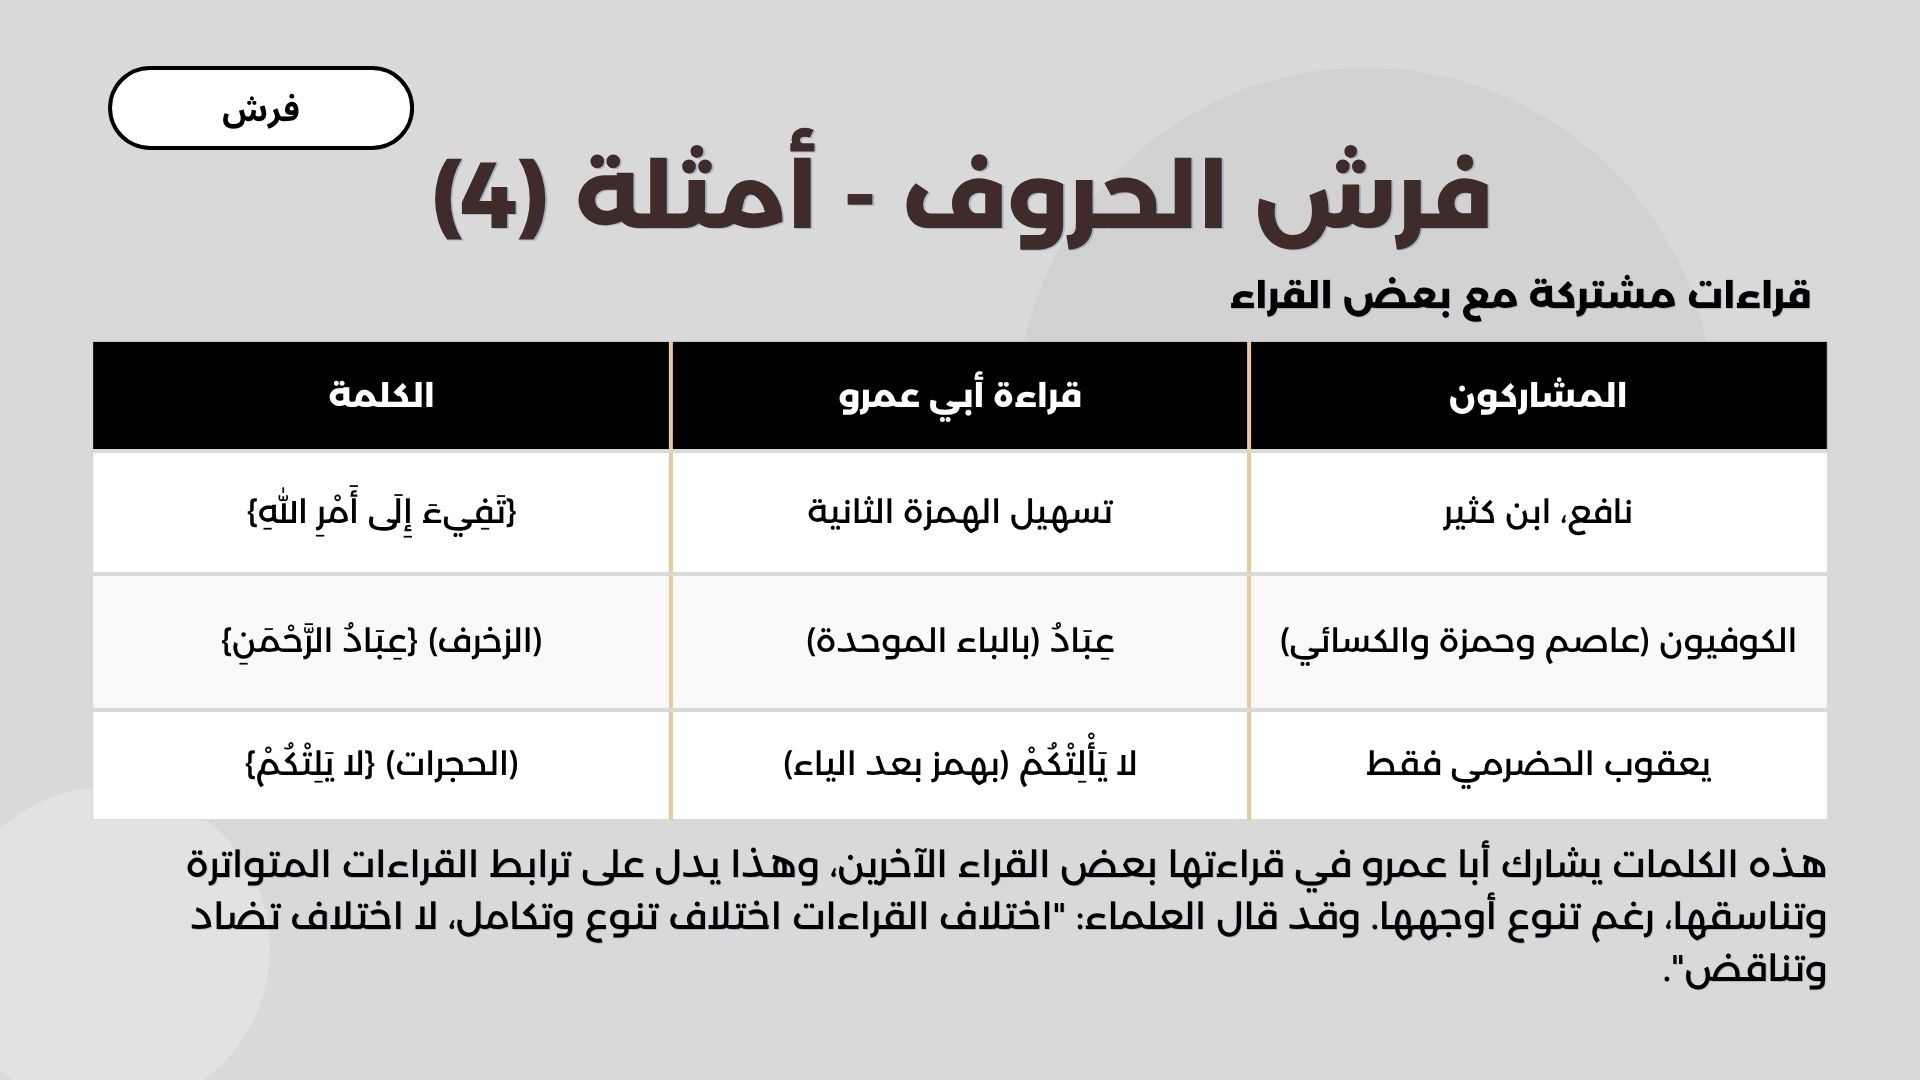 فرش
فرش الحروف - أمثلة (4)
قراءات مشتركة مع بعض القراء
المشاركون
قراءة أبي عمرو
الكلمة
نافع، ابن كثير
تسهيل الهمزة الثانية
{تَفِيءَ إِلَى أَمْرِ اللَّهِ}
الكوفيون (عاصم وحمزة والكسائي)
عِبَادُ (بالباء الموحدة)
(الزخرف) {عِبَادُ الرَّحْمَنِ}
يعقوب الحضرمي فقط
لا يَأْلِتْكُمْ (بهمز بعد الياء)
(الحجرات) {لا يَلِتْكُمْ}
هذه الكلمات يشارك أبا عمرو في قراءتها بعض القراء الآخرين، وهذا يدل على ترابط القراءات المتواترة
وتناسقها، رغم تنوع أوجهها. وقد قال العلماء: "اختلاف القراءات اختلاف تنوع وتكامل، لا اختلاف تضاد
وتناقض".